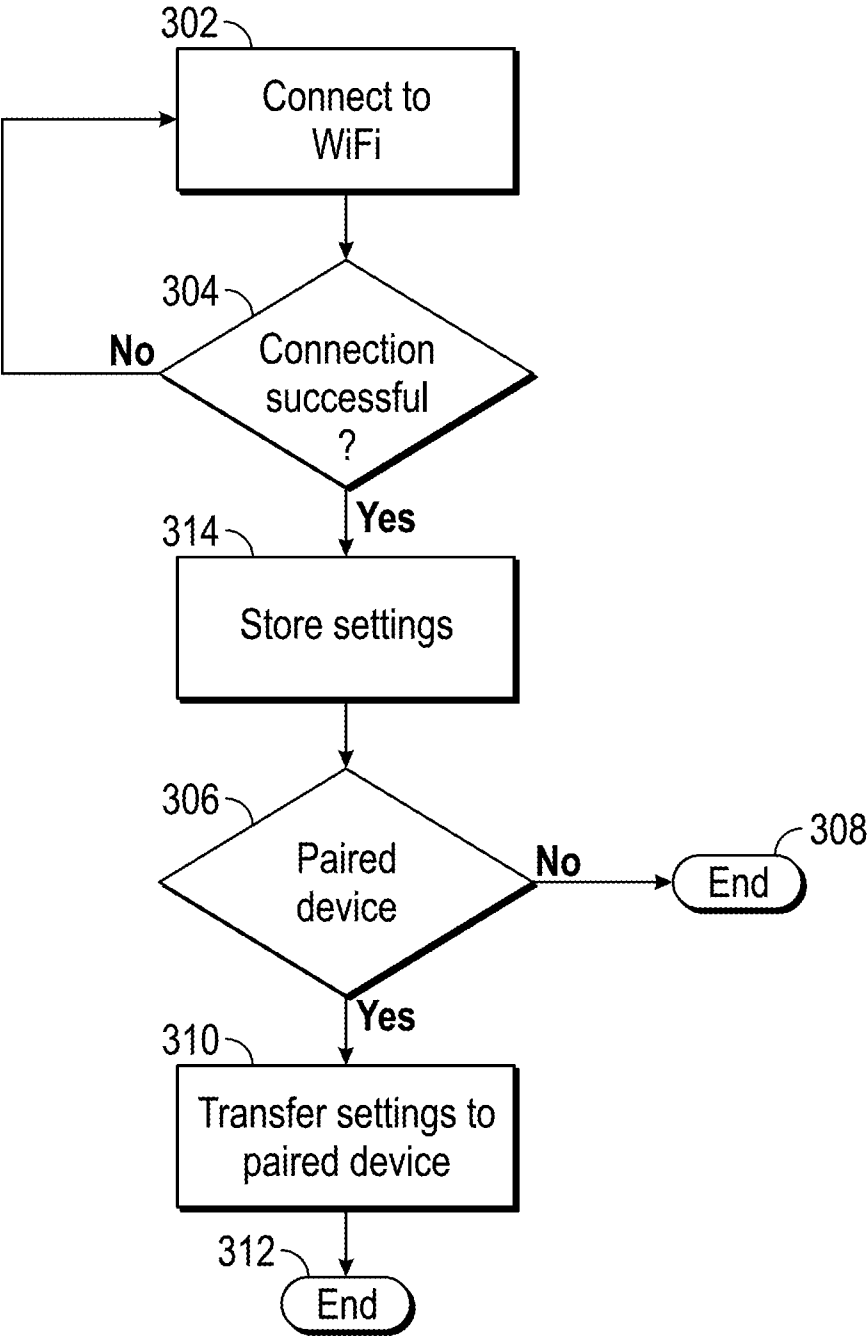 302
Connect to
WiFi
304
No
Connection
successful
?
Yes
314
Store settings
306
Paired
device
No
308
End
Yes
310
Transfer settings to
paired device
312
End